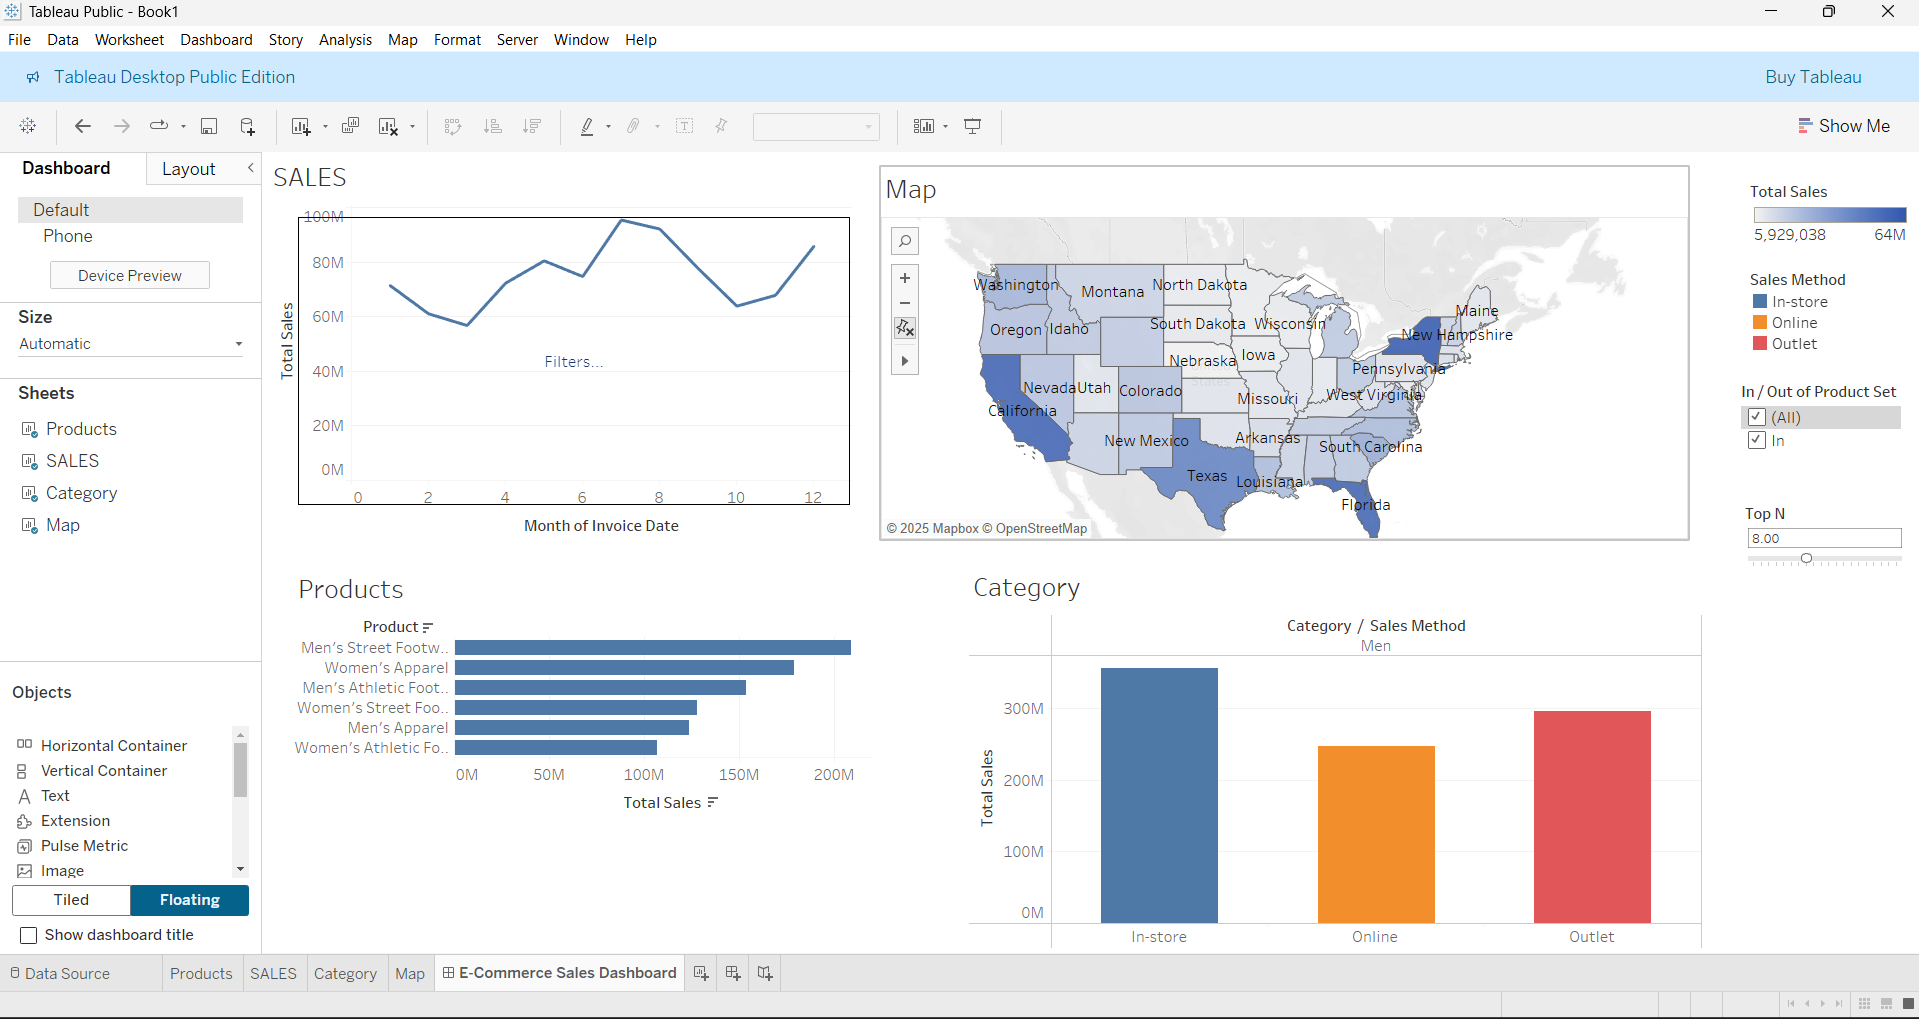 Tableau Public - Book1
File Data Worksheet Dashboard Story Analysis Map Format Server Window Help
Tableau Desktop Public Edition
Buy Tableau
Show Me
Dashboard
Layout
Default
Phone
Device Preview
Size
Automatic
Sheets
Products
SALES
Category
Map
Objects
Horizontal Container
Vertical Container
Text
Extension
Pulse Metric
Image
Tiled
Floating
Show dashboard title
SALES
Total Sales
100M
80M
60M
40M
20M
0M
Filters...
0 2 4 6 8 10 12
Month of Invoice Date
Map
Washington
Montana
North Dakota
Maine
Oregon
Idaho
South Dakota
Wisconsin
New Hampshire
Nebraska
Iowa
Pennsylvania
States
Nevada
Utah
Colorado
Missouri
West Virginia
California
New Mexico
Arkansas
South Carolina
Texas
Louisiana
Florida
© 2025 Mapbox © OpenStreetMap
Total Sales
5,929,038 64M
Sales Method
In-store
Online
Outlet
In / Out of Product Set
(All)
In
Top N
8.00
Products
Product
Men's Street Footw..
Women's Apparel
Men's Athletic Foot..
Women's Street Foo..
Men's Apparel
Women's Athletic Fo..
0M 50M 100M 150M 200M
Total Sales
Category
Category / Sales Method
Men
Total Sales
300M
200M
100M
0M
In-store Online Outlet
Data Source Products SALES Category Map E-Commerce Sales Dashboard